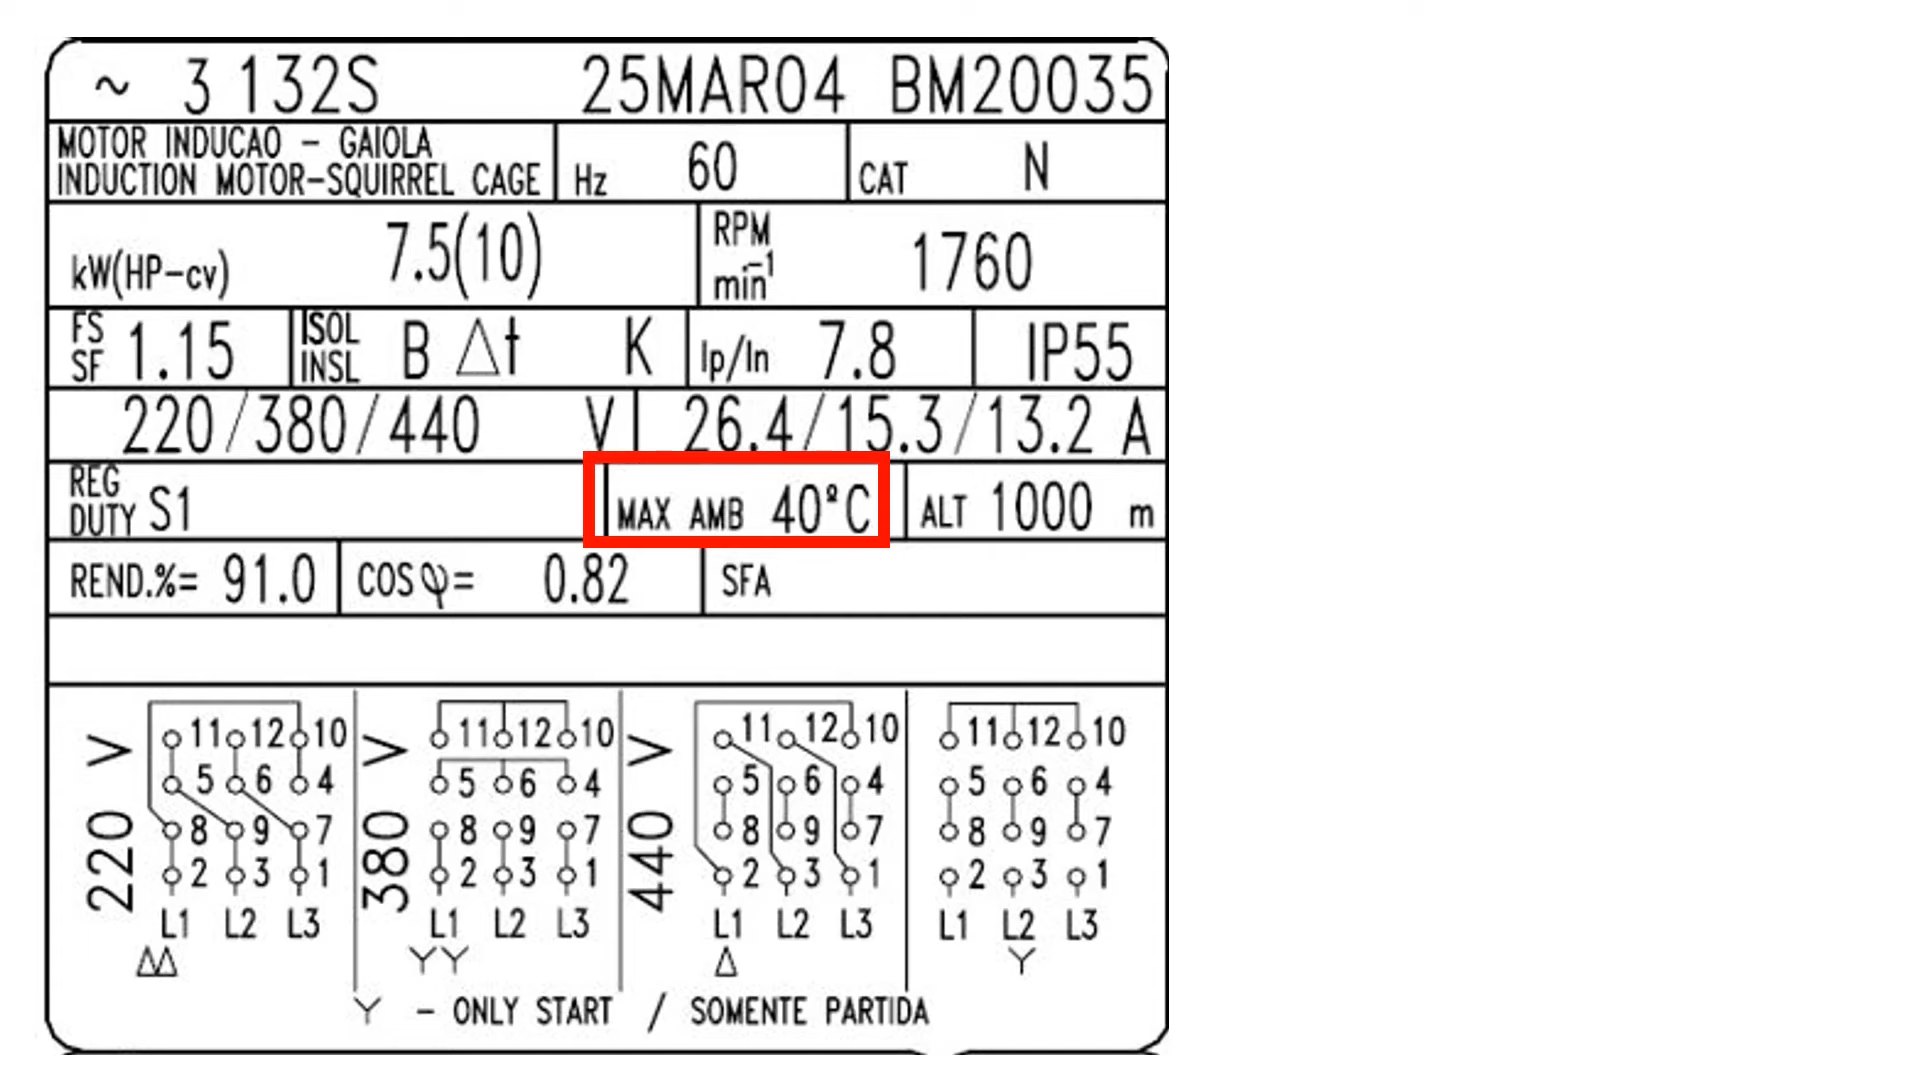 ~ 3 132S 25MAR04 BM20035
MOTOR INDUCAO - GAIOLA
INDUCTION MOTOR-SQUIRREL CAGE Hz 60 CAT N
kW(HP-cv) 7.5(10) RPM min⁻¹ 1760
FS SF 1.15 ISOL INSL B Δt K Ip/In 7.8 IP55
220/380/440 V 26.4/15.3/13.2 A
REG DUTY S1 MAX AMB 40ºC ALT 1000 m
REND.%= 91.0 COS φ= 0.82 SFA
220 V
11 12 10
5 6 4
8 9 7
2 3 1
L1 L2 L3
ΔΔ
380 V
11 12 10
5 6 4
8 9 7
2 3 1
L1 L2 L3
YY
440 V
11 12 10
5 6 4
8 9 7
2 3 1
L1 L2 L3
Δ
11 12 10
5 6 4
8 9 7
2 3 1
L1 L2 L3
Y
Y - ONLY START / SOMENTE PARTIDA